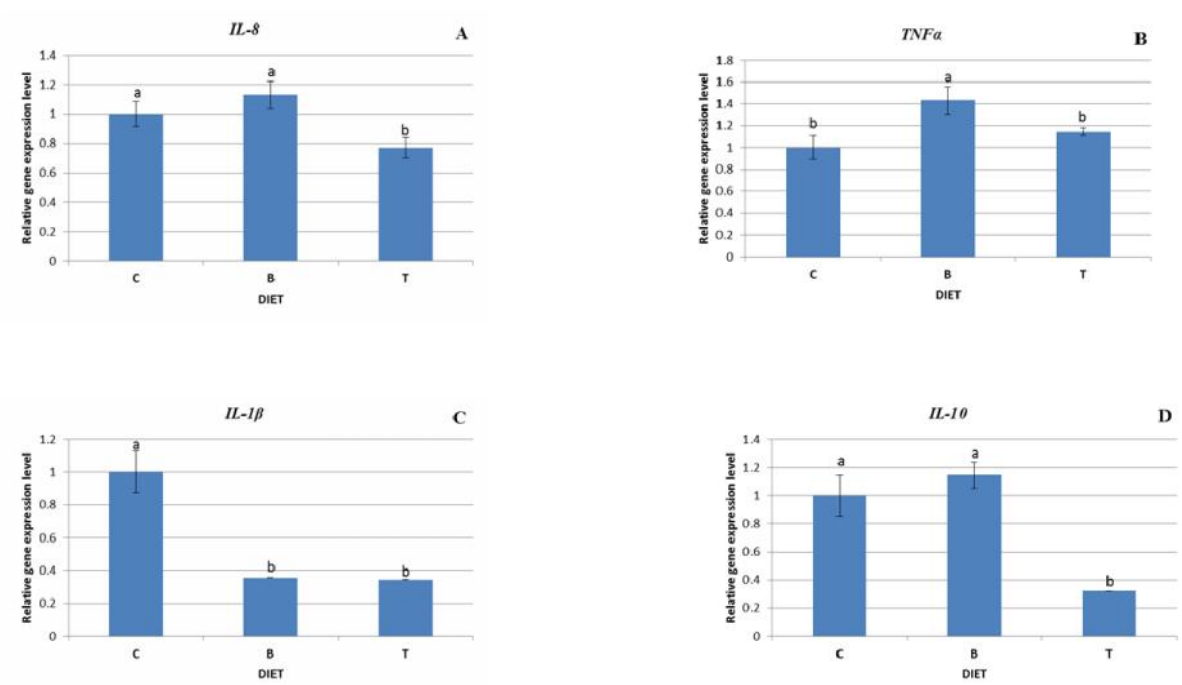 IL-8 A
Relative gene expression level
1.4
1.2
1
0.8
0.6
0.4
0.2
0
a
a
b
C B T
DIET
TNFα B
Relative gene expression level
1.8
1.6
1.4
1.2
1
0.8
0.6
0.4
0.2
0
b
a
b
C B T
DIET
IL-1β C
Relative gene expression level
1.2
1
0.8
0.6
0.4
0.2
0
a
b
b
C B T
DIET
IL-10 D
Relative gene expression level
1.4
1.2
1
0.8
0.6
0.4
0.2
0
a
a
b
C B T
DIET